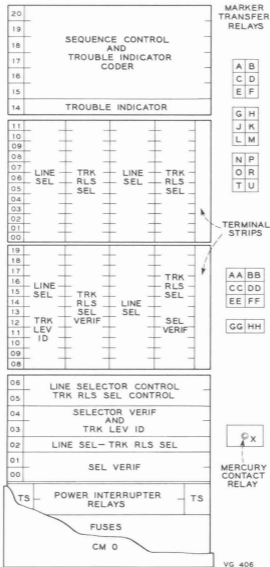 MARKER
TRANSFER
RELAYS
20
19
18
17
16
15
14
SEQUENCE CONTROL
AND
TROUBLE INDICATOR
CODER
TROUBLE INDICATOR
A B
C D
E F
G H
J K
L M
N P
O R
T U
11
10
09
08
07
06
05
04
03
02
01
00
LINE
SEL
TRK
RLS
SEL
LINE
SEL
TRK
RLS
SEL
TERMINAL
STRIPS
19
18
17
16
15
14
13
12
11
10
09
08
LINE
SEL
TRK
LEV
ID
TRK
RLS
SEL
VERIF
LINE
SEL
TRK
RLS
SEL
SEL
VERIF
AA BB
CC DD
EE FF
GG HH
06
05
04
03
02
01
00
LINE SELECTOR CONTROL
TRK RLS SEL CONTROL
SELECTOR VERIF
AND
TRK LEV ID
LINE SEL-TRK RLS SEL
SEL VERIF
X
MERCURY
CONTACT
RELAY
TS
POWER INTERRUPTER
RELAYS
TS
FUSES
CM 0
VG 406